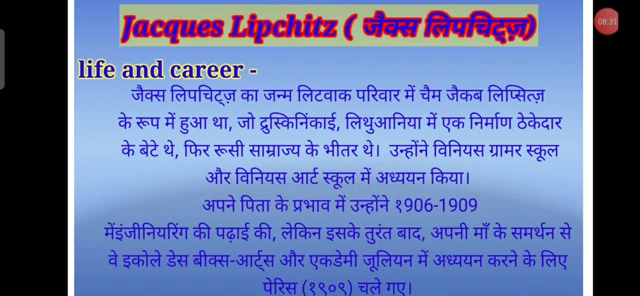 Jacques Lipchitz ( जैक्स लिपचिट्ज़)
08:31
life and career -
जैक्स लिपचिट्ज़ का जन्म लिटवाक परिवार में चैम जैकब लिप्सित्ज़
के रूप में हुआ था, जो द्रुस्किनिंकाई, लिथुआनिया में एक निर्माण ठेकेदार
के बेटे थे, फिर रूसी साम्राज्य के भीतर थे। उन्होंने विनियस ग्रामर स्कूल
और विनियस आर्ट स्कूल में अध्ययन किया।
अपने पिता के प्रभाव में उन्होंने १906-1909
मेंइंजीनियरिंग की पढ़ाई की, लेकिन इसके तुरंत बाद, अपनी माँ के समर्थन से
वे इकोले डेस बीक्स-आर्ट्स और एकडेमी जूलियन में अध्ययन करने के लिए
पेरिस (१९०९) चले गए।